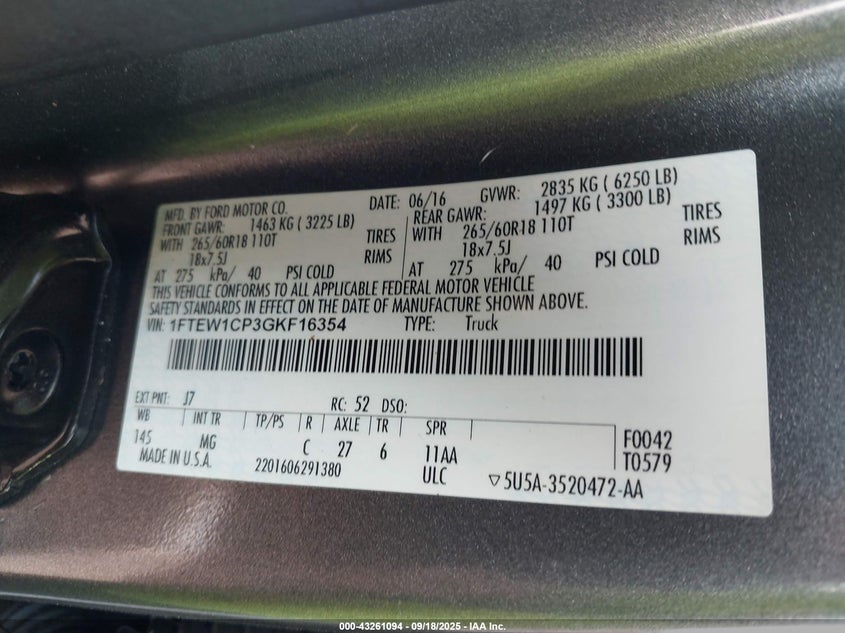 MFD. BY FORD MOTOR CO. DATE: 06/16 GVWR: 2835 KG ( 6250 LB)
FRONT GAWR: 1463 KG ( 3225 LB) REAR GAWR: 1497 KG ( 3300 LB)
WITH 265/60R18 110T TIRES WITH 265/60R18 110T TIRES
18x7.5J RIMS 18x7.5J RIMS
AT 275 kPa/ 40 PSI COLD AT 275 kPa/ 40 PSI COLD
THIS VEHICLE CONFORMS TO ALL APPLICABLE FEDERAL MOTOR VEHICLE
SAFETY STANDARDS IN EFFECT ON THE DATE OF MANUFACTURE SHOWN ABOVE.
VIN: 1FTEW1CP3GKF16354 TYPE: Truck
EXT PNT: J7 RC: 52 DSO:
WB INT TR TP/PS R AXLE TR SPR
145 MG C 27 6 11AA F0042
MADE IN U.S.A. 2201606291380 ULC T0579
▽5U5A-3520472-AA
000-43261094 - 09/18/2025 - IAA Inc.